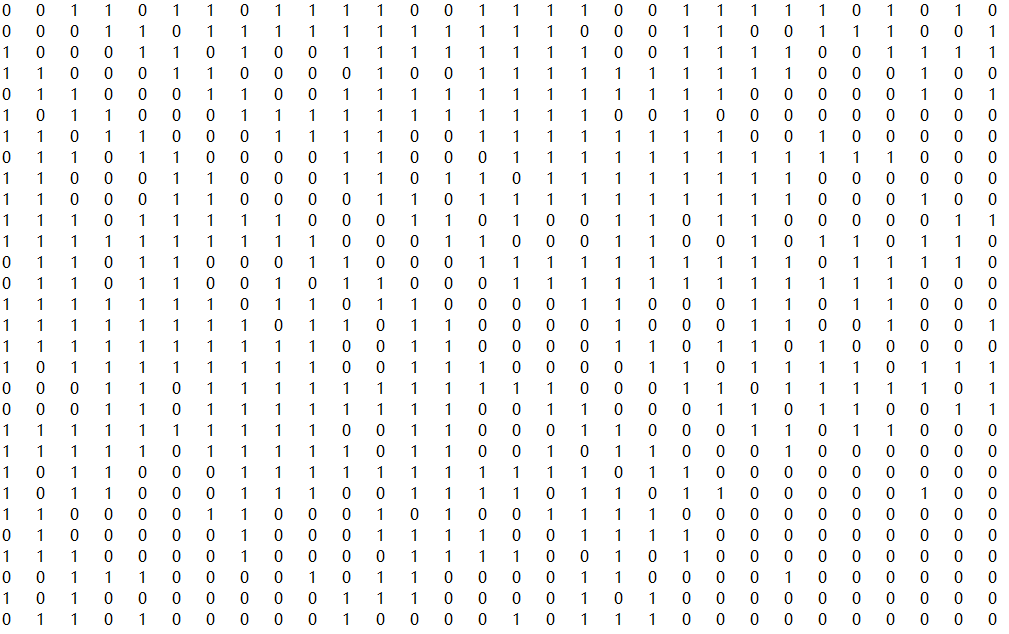 0 0 1 1 0 1 1 0 1 1 1 1 0 0 1 1 1 1 0 0 1 1 1 1 1 0 1 0 1 0
0 0 0 1 1 0 1 1 1 1 1 1 1 1 1 1 1 0 0 0 1 1 0 0 1 1 1 0 0 1
1 0 0 0 1 1 0 1 0 0 1 1 1 1 1 1 1 1 0 0 1 1 1 1 0 0 1 1 1 1
1 1 0 0 0 1 1 0 0 0 0 1 0 0 1 1 1 1 1 1 1 1 1 1 0 0 0 1 0 0
0 1 1 0 0 0 1 1 0 0 1 1 1 1 1 1 1 1 1 1 1 1 0 0 0 0 0 1 0 1
1 0 1 1 0 0 0 1 1 1 1 1 1 1 1 1 1 1 0 0 1 0 0 0 0 0 0 0 0 0
1 1 0 1 1 0 0 0 1 1 1 1 0 0 1 1 1 1 1 1 1 1 0 0 1 0 0 0 0 0
0 1 1 0 1 1 0 0 0 0 1 1 0 0 0 1 1 1 1 1 1 1 1 1 1 1 1 0 0 0
1 1 0 0 0 1 1 0 0 0 1 1 0 1 1 0 1 1 1 1 1 1 1 1 0 0 0 0 0 0
1 1 0 0 0 1 1 0 0 0 0 1 1 0 1 1 1 1 1 1 1 1 1 1 0 0 0 1 0 0
1 1 1 0 1 1 1 1 1 0 0 0 1 1 0 1 0 0 1 1 0 1 1 0 0 0 0 0 1 1
1 1 1 1 1 1 1 1 1 1 0 0 0 1 1 0 0 0 1 1 0 0 1 0 1 1 0 1 1 0
0 1 1 0 1 1 0 0 0 1 1 0 0 0 1 1 1 1 1 1 1 1 1 1 0 1 1 1 1 0
0 1 1 0 1 1 0 0 1 0 1 1 0 0 0 1 1 1 1 1 1 1 1 1 1 1 1 0 0 0
1 1 1 1 1 1 1 0 1 1 0 1 1 0 0 0 0 1 1 0 0 0 1 1 0 1 1 0 0 0
1 1 1 1 1 1 1 1 0 1 1 0 1 1 0 0 0 0 1 0 0 0 1 1 0 0 1 0 0 1
1 1 1 1 1 1 1 1 1 1 0 0 1 1 0 0 0 0 1 1 0 1 1 0 1 0 0 0 0 0
1 0 1 1 1 1 1 1 1 1 0 0 1 1 1 0 0 0 0 1 1 0 1 1 1 1 0 1 1 1
0 0 0 1 1 0 1 1 1 1 1 1 1 1 1 1 1 0 0 0 1 1 0 1 1 1 1 1 0 1
0 0 0 1 1 0 1 1 1 1 1 1 1 1 0 0 1 1 0 0 0 1 1 0 1 1 0 0 1 1
1 1 1 1 1 1 1 1 1 1 0 0 1 1 0 0 0 1 1 0 0 0 1 1 0 1 1 0 0 0
1 1 1 1 1 0 1 1 1 1 1 0 1 1 0 0 1 0 1 1 0 0 0 1 0 0 0 0 0 0
1 0 1 1 0 0 0 1 1 1 1 1 1 1 1 1 1 1 0 1 1 0 0 0 0 0 0 0 0 0
1 0 1 1 0 0 0 1 1 1 0 0 1 1 1 1 0 1 1 0 1 1 0 0 0 0 0 1 0 0
1 1 0 0 0 0 1 1 0 0 0 1 0 1 0 0 1 1 1 1 0 0 0 0 0 0 0 0 0 0
0 1 0 0 0 0 0 1 0 0 0 1 1 1 1 0 0 1 1 1 1 0 0 0 0 0 0 0 0 0
1 1 1 0 0 0 0 1 0 0 0 0 1 1 1 1 0 0 1 0 1 0 0 0 0 0 0 0 0 0
0 0 1 1 1 0 0 0 0 1 0 1 1 0 0 0 0 1 1 0 0 0 0 1 0 0 0 0 0 0
1 0 1 0 0 0 0 0 0 0 1 1 1 0 0 0 0 1 0 1 0 0 0 0 0 0 0 0 0 0
0 1 1 0 1 0 0 0 0 0 1 0 0 0 0 1 0 1 1 1 0 0 0 0 0 0 0 0 0 0